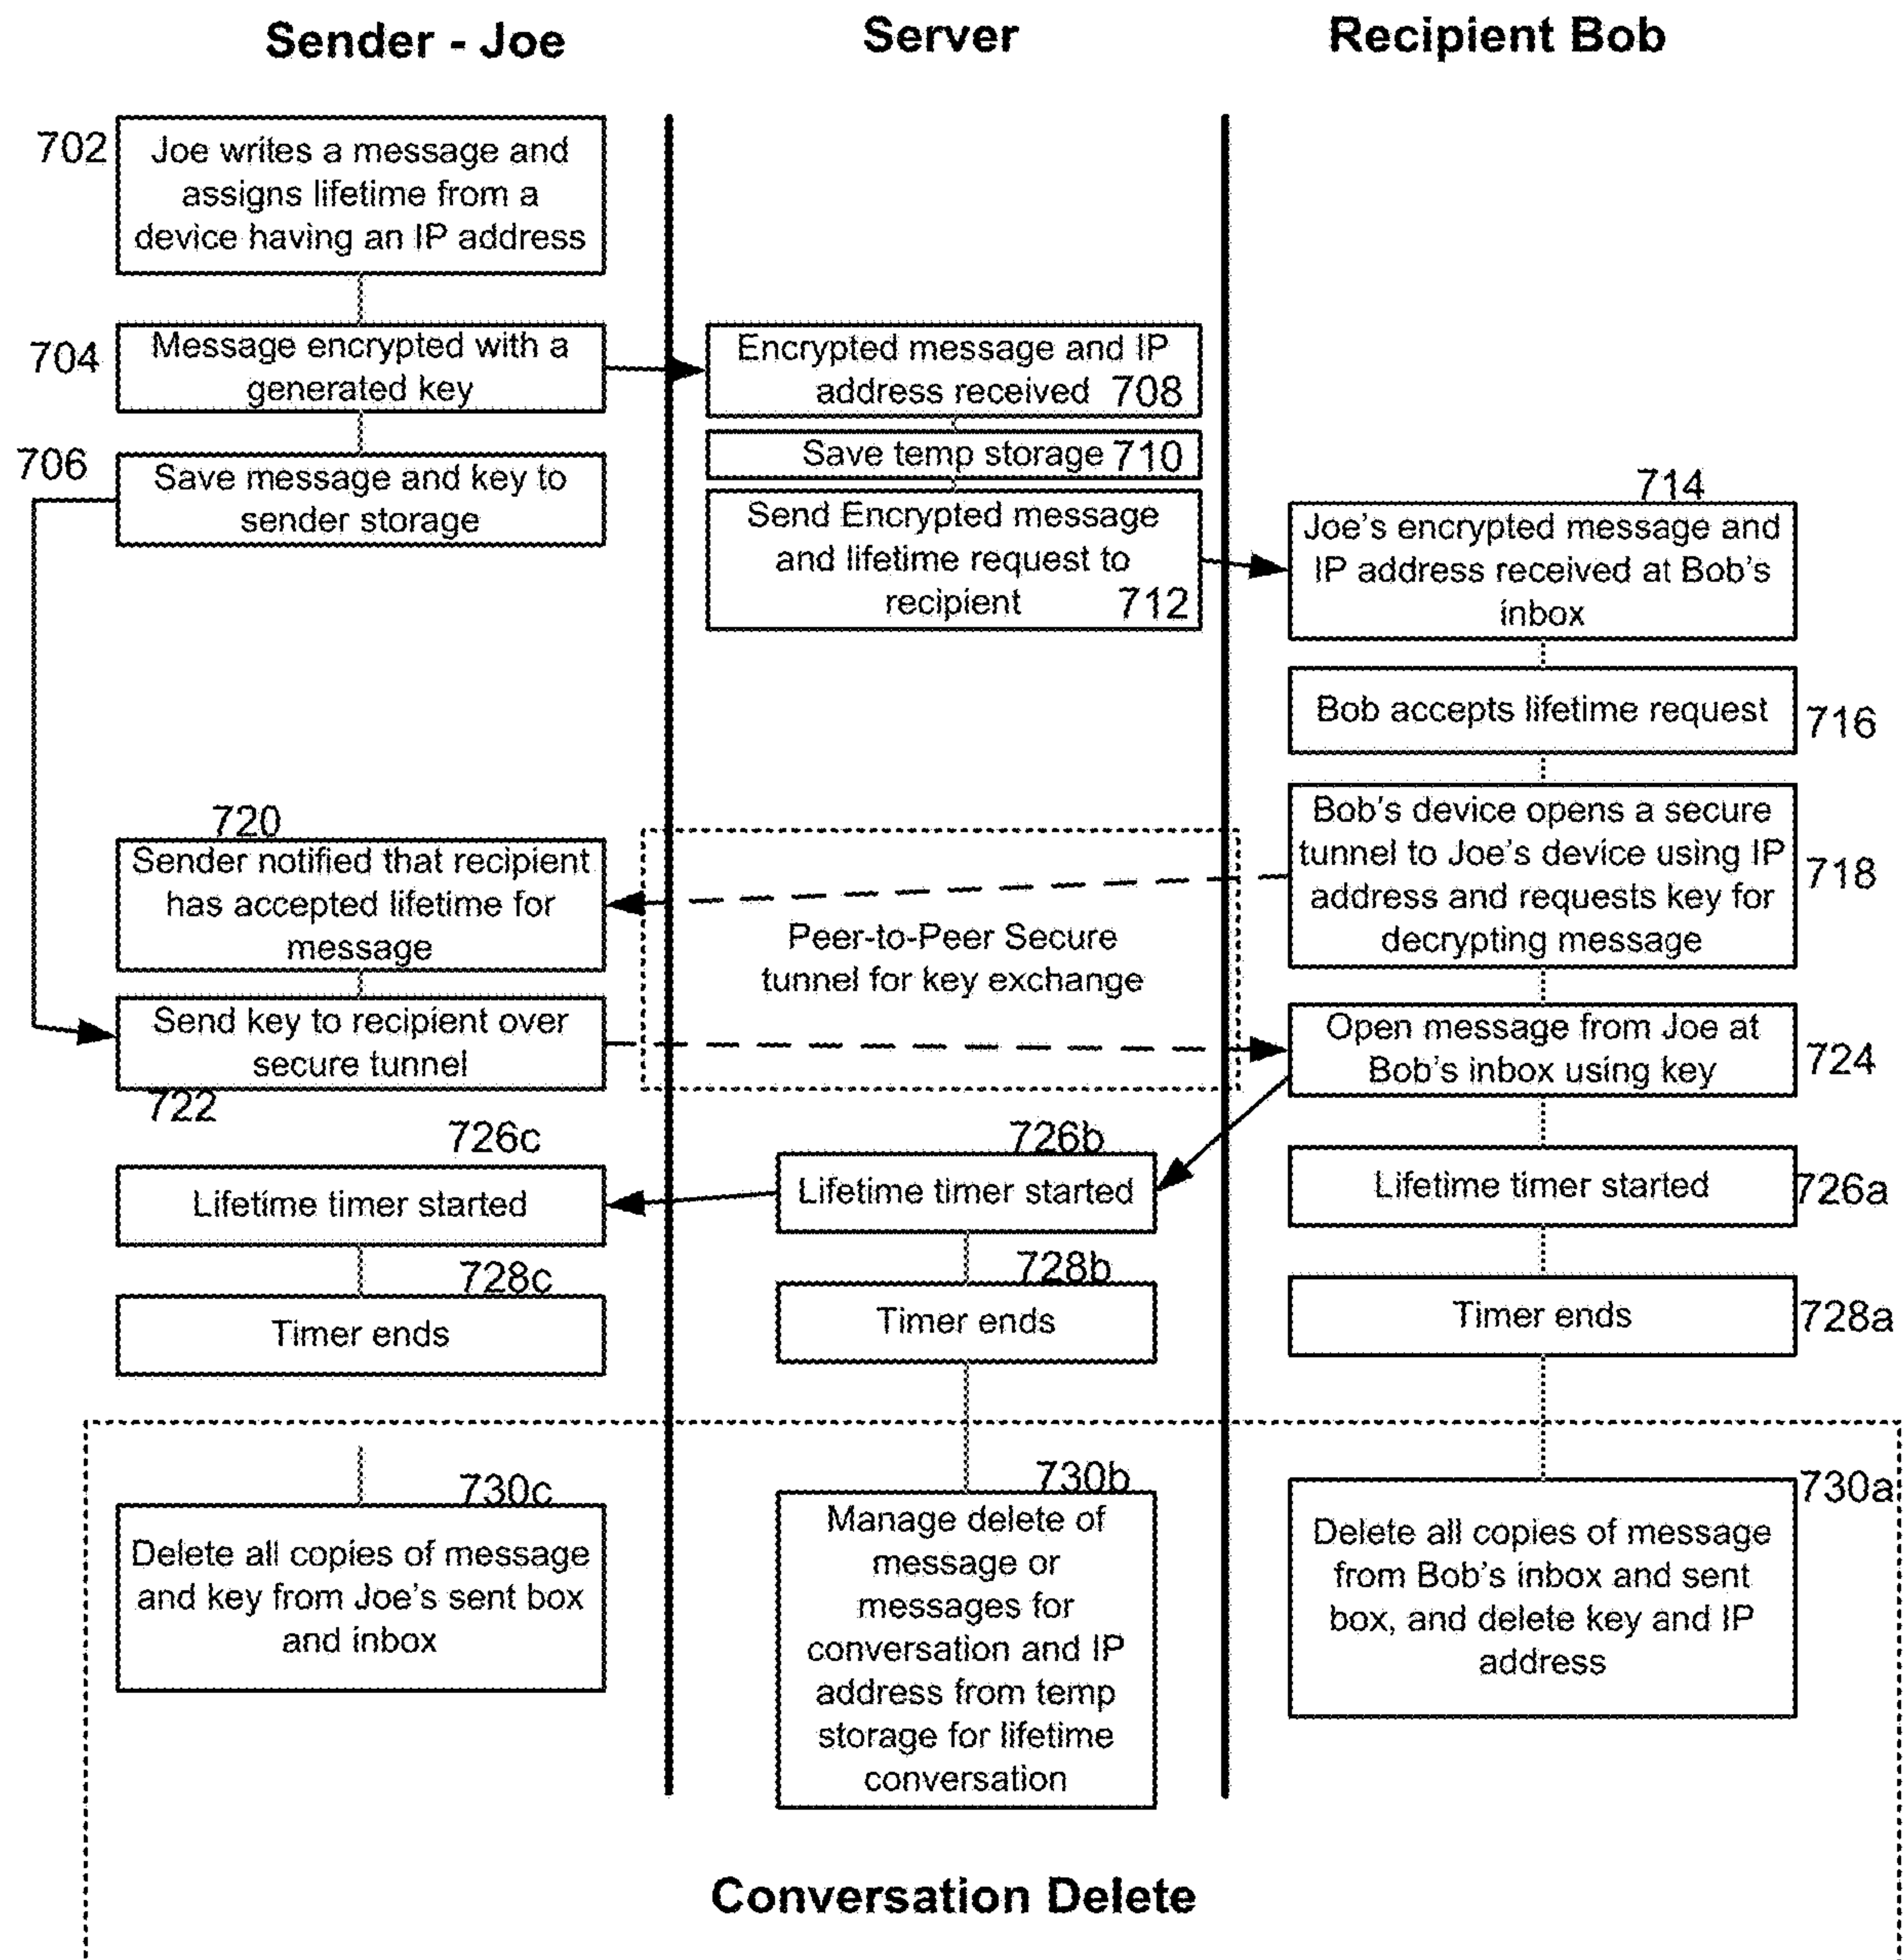 Sender - Joe
Server
Recipient Bob
702
Joe writes a message and
assigns lifetime from a
device having an IP address
704
Message encrypted with a
generated key
Encrypted message and IP
address received 708
706
Save message and key to
sender storage
Save temp storage 710
Send Encrypted message
and lifetime request to
recipient 712
714
Joe's encrypted message and
IP address received at Bob's
inbox
Bob accepts lifetime request
716
Bob's device opens a secure
tunnel to Joe's device using IP
address and requests key for
decrypting message
718
720
Sender notified that recipient
has accepted lifetime for
message
Peer-to-Peer Secure
tunnel for key exchange
Send key to recipient over
secure tunnel
722
Open message from Joe at
Bob's inbox using key
724
726c
Lifetime timer started
726b
Lifetime timer started
Lifetime timer started
726a
728c
Timer ends
728b
Timer ends
Timer ends
728a
730c
Delete all copies of message
and key from Joe's sent box
and inbox
730b
Manage delete of
message or
messages for
conversation and IP
address from temp
storage for lifetime
conversation
730a
Delete all copies of message
from Bob's inbox and sent
box, and delete key and IP
address
Conversation Delete